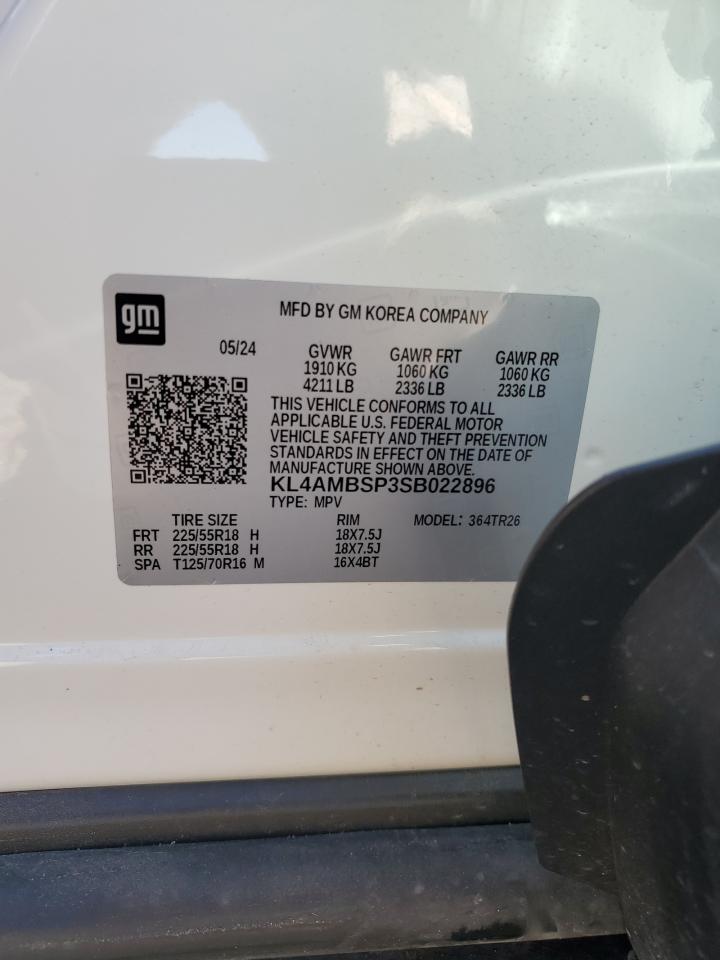 gm
MFD BY GM KOREA COMPANY
05/24 GVWR GAWR FRT GAWR RR
1910 KG 1060 KG 1060 KG
4211 LB 2336 LB 2336 LB
THIS VEHICLE CONFORMS TO ALL
APPLICABLE U.S. FEDERAL MOTOR
VEHICLE SAFETY AND THEFT PREVENTION
STANDARDS IN EFFECT ON THE DATE OF
MANUFACTURE SHOWN ABOVE.
KL4AMBSP3SB022896
TYPE: MPV
TIRE SIZE RIM MODEL: 364TR26
FRT 225/55R18 H 18X7.5J
RR 225/55R18 H 18X7.5J
SPA T125/70R16 M 16X4BT